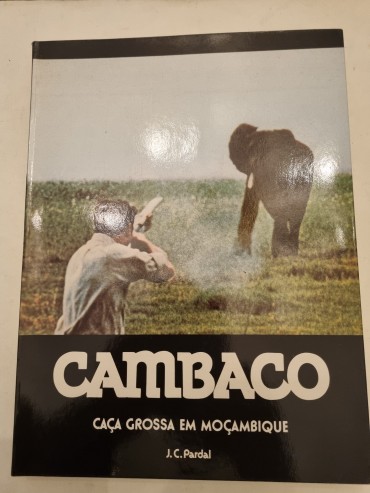 CAMBACO
CAÇA GROSSA EM MOÇAMBIQUE
J. C. Pardal